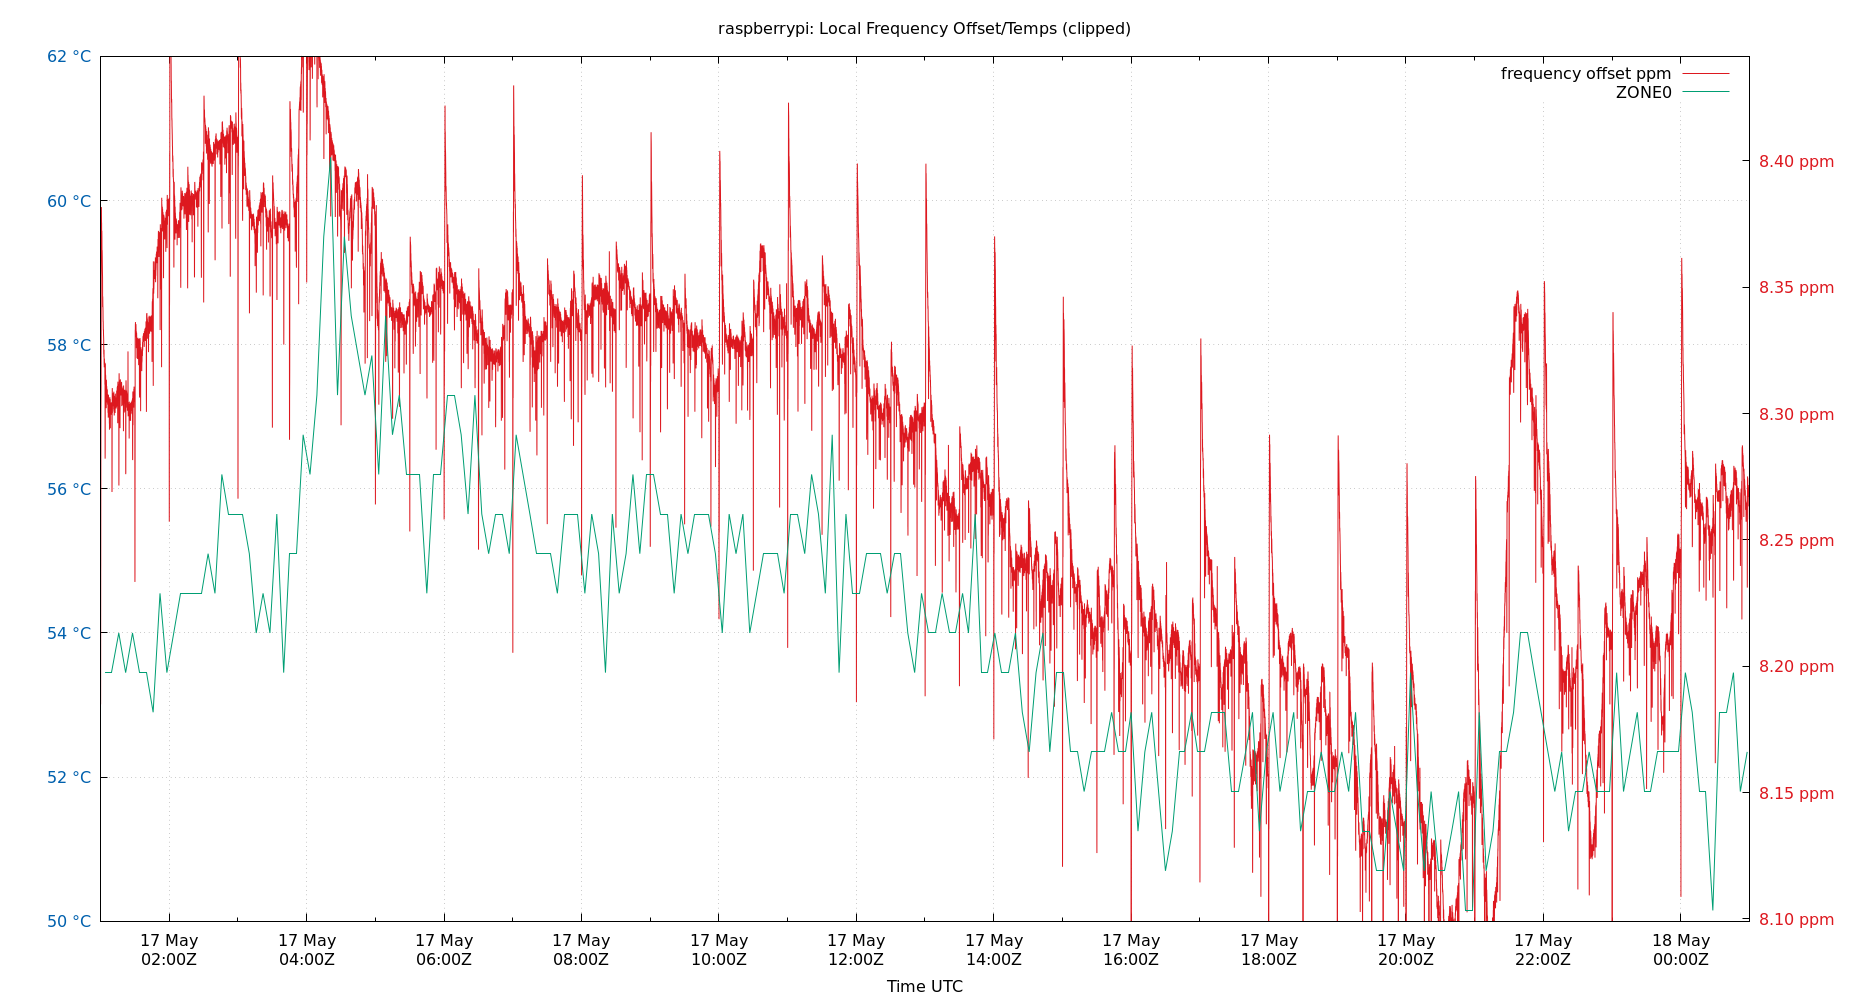 raspberrypi: Local Frequency Offset/Temps (clipped)
frequency offset ppm
ZONE0
62 °C
60 °C
58 °C
56 °C
54 °C
52 °C
50 °C
8.40 ppm
8.35 ppm
8.30 ppm
8.25 ppm
8.20 ppm
8.15 ppm
8.10 ppm
17 May 17 May 17 May 17 May 17 May 17 May 17 May 17 May 17 May 17 May 17 May 18 May
02:00Z 04:00Z 06:00Z 08:00Z 10:00Z 12:00Z 14:00Z 16:00Z 18:00Z 20:00Z 22:00Z 00:00Z
Time UTC